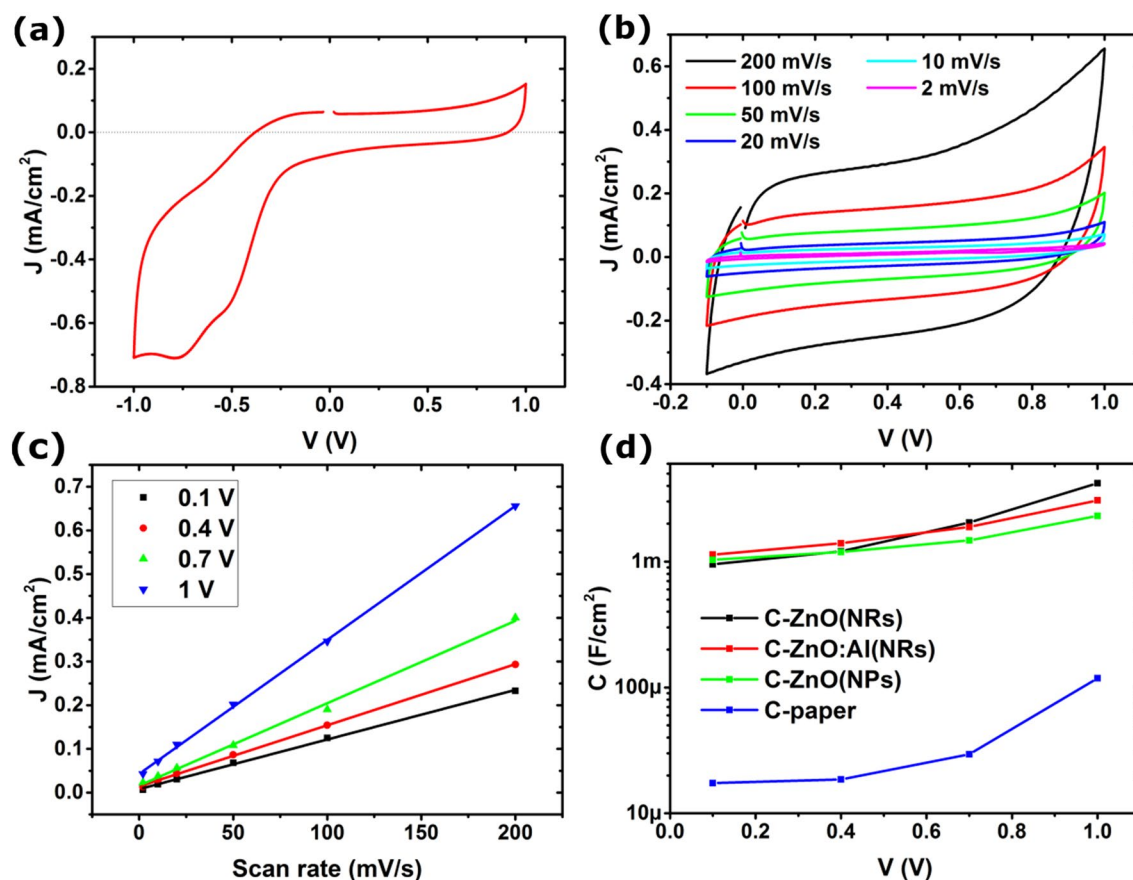 (a)
0.2
0.0
-0.2
-0.4
-0.6
-0.8
J (mA/cm²)
-1.0 -0.5 0.0 0.5 1.0
V (V)
(b)
200 mV/s 10 mV/s
100 mV/s 2 mV/s
50 mV/s
20 mV/s
0.6
0.4
0.2
0.0
-0.2
-0.4
J (mA/cm²)
-0.2 0.0 0.2 0.4 0.6 0.8 1.0
V (V)
(c)
0.1 V
0.4 V
0.7 V
1 V
0.7
0.6
0.5
0.4
0.3
0.2
0.1
0.0
J (mA/cm²)
0 50 100 150 200
Scan rate (mV/s)
(d)
1m
100µ
10µ
C (F/cm²)
C-ZnO(NRs)
C-ZnO:Al(NRs)
C-ZnO(NPs)
C-paper
0.0 0.2 0.4 0.6 0.8 1.0
V (V)